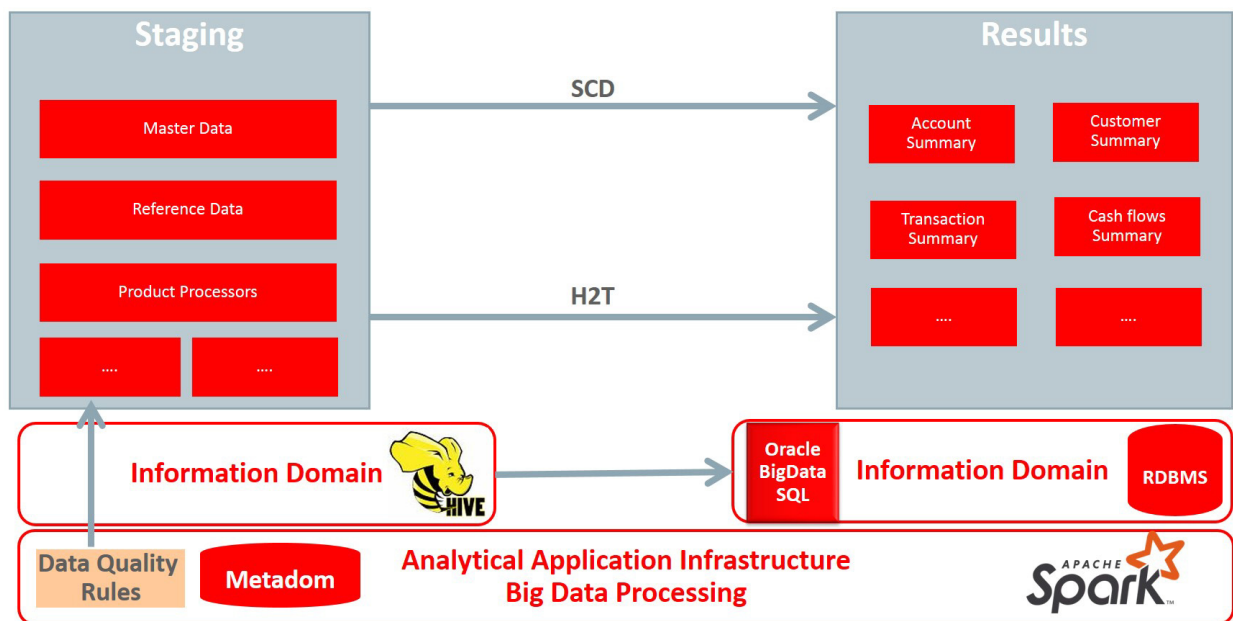 Staging
Master Data
Reference Data
Product Processors
....
....
SCD
H2T
Results
Account
Summary
Customer
Summary
Transaction
Summary
Cash flows
Summary
....
....
Information Domain
HIVE
Oracle
BigData
SQL
Information Domain
RDBMS
Data Quality
Rules
Metadom
Analytical Application Infrastructure
Big Data Processing
APACHE
Spark
TM